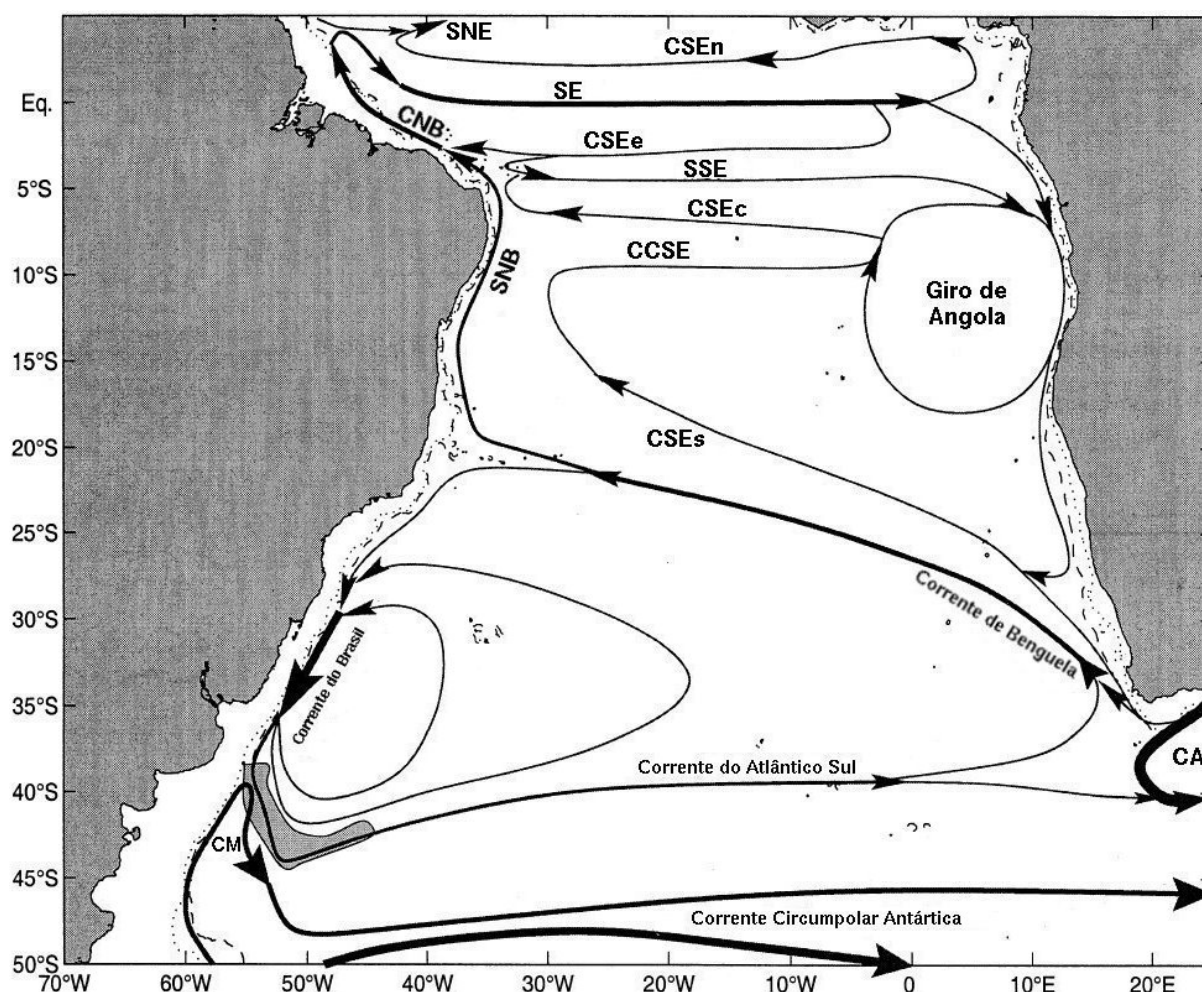 SNE
CSEn
SE
Eq.
CNB
CSEe
SSE
5°S
CSEc
CCSE
SNB
10°S
Giro de
Angola
15°S
20°S
CSEs
25°S
Corrente de Benguela
30°S
Corrente do Brasil
35°S
CA
Corrente do Atlântico Sul
40°S
CM
45°S
Corrente Circumpolar Antártica
50°S
70°W 60°W 50°W 40°W 30°W 20°W 10°W 0 10°E 20°E